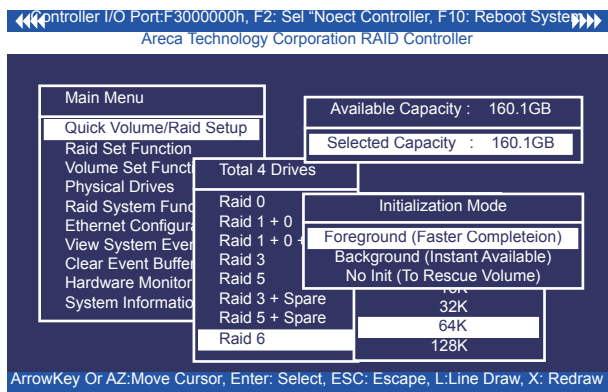 ontroller I/O Port:F3000000h, F2: Sel “Noect Controller, F10: Reboot System
Areca Technology Corporation RAID Controller
Main Menu
Quick Volume/Raid Setup
Raid Set Function
Volume Set Funct
Physical Drives
Raid System Func
Ethernet Configura
View System Ever
Clear Event Buffer
Hardware Monitor
System Informatio
Available Capacity : 160.1GB
Selected Capacity : 160.1GB
Total 4 Drives
Raid 0
Raid 1 + 0
Raid 1 + 0 +
Raid 3
Raid 5
Raid 3 + Spare
Raid 5 + Spare
Raid 6
Initialization Mode
Foreground (Faster Completeion)
Background (Instant Available)
No Init (To Rescue Volume)
16K
32K
64K
128K
ArrowKey Or AZ:Move Cursor, Enter: Select, ESC: Escape, L:Line Draw, X: Redraw